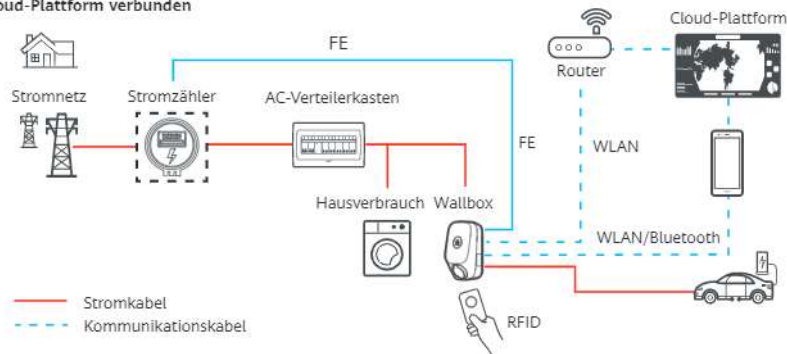 oud-Plattform verbunden
Cloud-Plattform
FE
Router
Stromnetz
Stromzähler
AC-Verteilerkasten
FE
WLAN
Hausverbrauch
Wallbox
WLAN/Bluetooth
Stromkabel
RFID
Kommunikationskabel